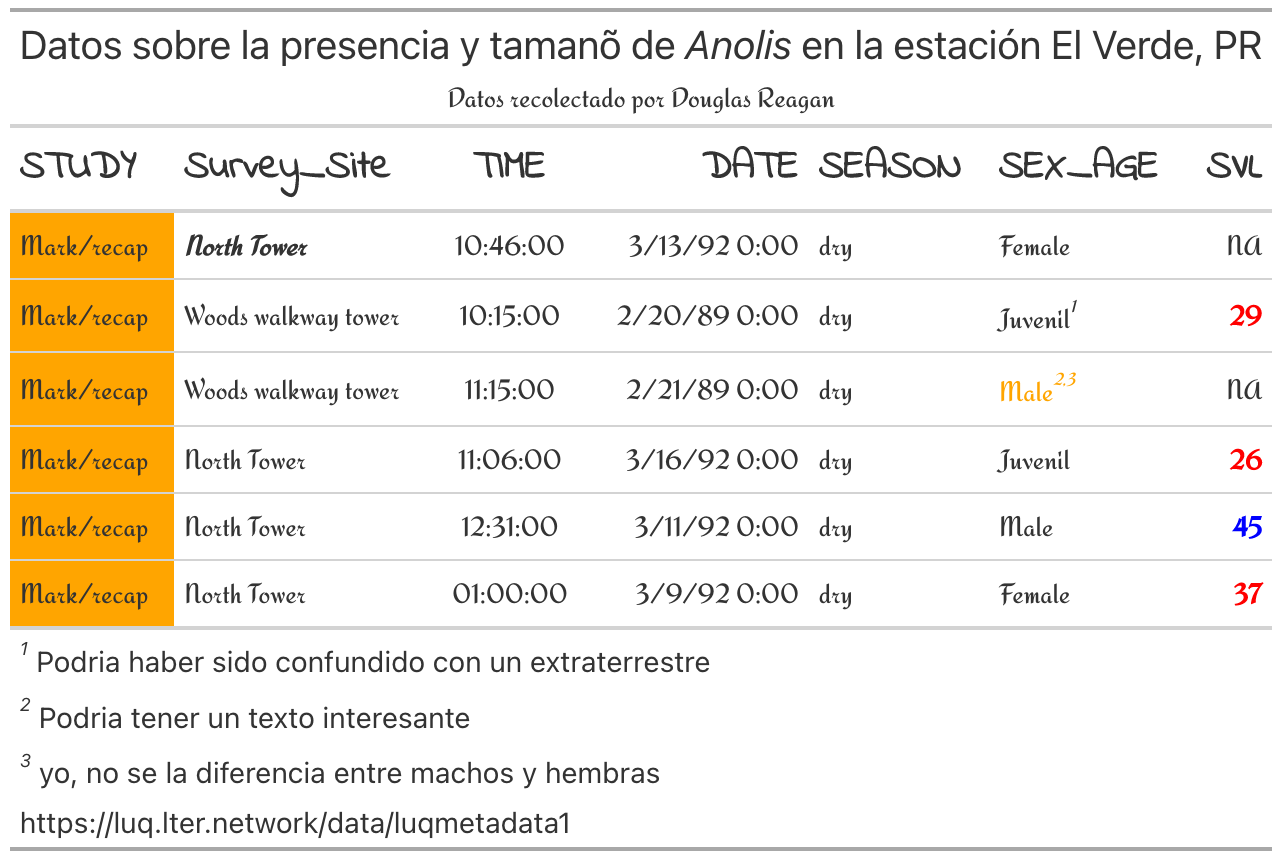 Datos sobre la presencia y tamanõ de Anolis en la estación El Verde, PR
Datos recolectado por Douglas Reagan
STUDY Survey_Site TIME DATE SEASON SEX_AGE SVL
Mark/recap North Tower 10:46:00 3/13/92 0:00 dry Female NA
Mark/recap Woods walkway tower 10:15:00 2/20/89 0:00 dry Juvenil1 29
Mark/recap Woods walkway tower 11:15:00 2/21/89 0:00 dry Male2,3 NA
Mark/recap North Tower 11:06:00 3/16/92 0:00 dry Juvenil 26
Mark/recap North Tower 12:31:00 3/11/92 0:00 dry Male 45
Mark/recap North Tower 01:00:00 3/9/92 0:00 dry Female 37
1 Podria haber sido confundido con un extraterrestre
2 Podria tener un texto interesante
3 yo, no se la diferencia entre machos y hembras
https://luq.lter.network/data/luqmetadata1